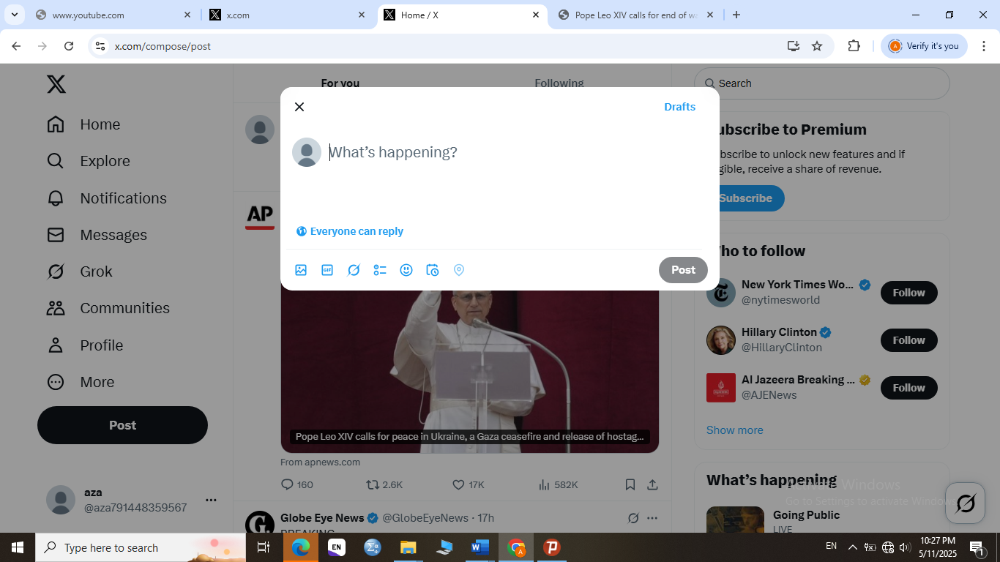 www.youtube.com
x.com
Home / X
Pope Leo XIV calls for end of wa
x.com/compose/post
Verify it's you
For you
Following
Search
Drafts
What's happening?
Everyone can reply
GIF
Post
Home
Explore
Notifications
Messages
Grok
Communities
Profile
More
Post
aza
@aza791448359567
AP
Pope Leo XIV calls for peace in Ukraine, a Gaza ceasefire and release of hostag...
From apnews.com
160
2.6K
17K
582K
Globe Eye News @GlobeEyeNews · 17h
ubscribe to Premium
bscribe to unlock new features and if
gible, receive a share of revenue.
Subscribe
ho to follow
New York Times Wo...
@nytimesworld
Follow
Hillary Clinton
@HillaryClinton
Follow
Al Jazeera Breaking ...
@AJENews
Follow
Show more
What's happening
Going Public
LIVE
Activate Windows
Go to Settings to activate Windows
Type here to search
EN
EN
10:27 PM
5/11/2025
1